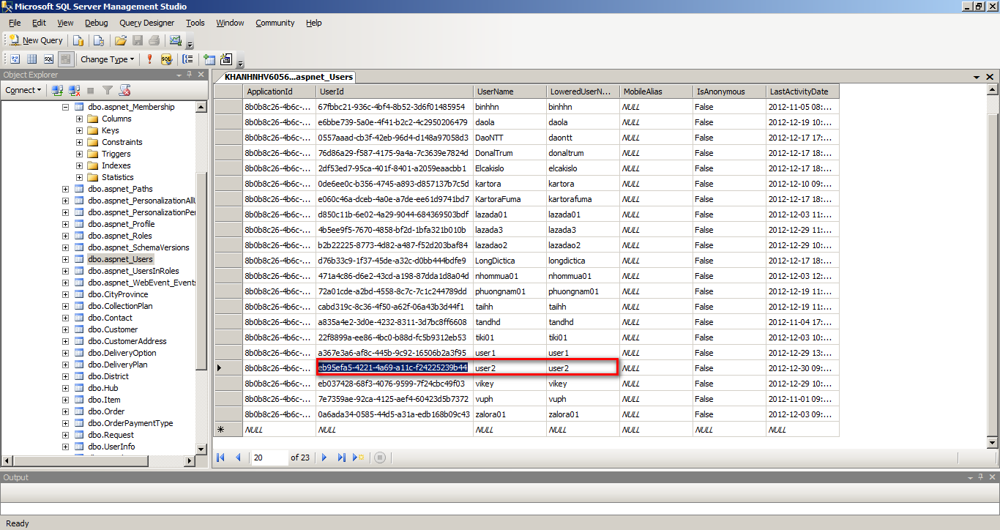 Microsoft SQL Server Management Studio
File Edit View Debug Query Designer Tools Window Community Help
New Query
Change Type
Object Explorer
Connect
dbo.aspnet_Membership
Columns
Keys
Constraints
Triggers
Indexes
Statistics
dbo.aspnet_Paths
dbo.aspnet_PersonalizationAllU
dbo.aspnet_PersonalizationPer
dbo.aspnet_Profile
dbo.aspnet_Roles
dbo.aspnet_SchemaVersions
dbo.aspnet_Users
dbo.aspnet_UsersInRoles
dbo.aspnet_WebEvent_Events
dbo.CityProvince
dbo.CollectionPlan
dbo.Contact
dbo.Customer
dbo.CustomerAddress
dbo.DeliveryOption
dbo.DeliveryPlan
dbo.District
dbo.Hub
dbo.Item
dbo.Order
dbo.OrderPaymentType
dbo.Request
dbo.UserInfo
KHANHNHV6056...aspnet_Users
ApplicationId UserId UserName LoweredUserN... MobileAlias IsAnonymous LastActivityDate
8b0b8c26-4b6c-... 67fbbc21-936c-4bf4-8b52-3d6f01485954 binhhn binhhn NULL False 2012-11-05 08:...
8b0b8c26-4b6c-... e6bbe739-5a0e-4f41-b2c2-4c2950206479 daola daola NULL False 2012-12-19 10:...
8b0b8c26-4b6c-... 0557aaad-cb3f-42eb-96d4-d148a97058d3 DaoNTT daontt NULL False 2012-12-17 17:...
8b0b8c26-4b6c-... 76d86a29-f587-4175-9a4a-7c3639e7824d DonalTrum donaltrum NULL False 2012-12-17 18:...
8b0b8c26-4b6c-... 2df53ed7-95ca-401f-8401-a2059eaacbb1 Elcakislo elcakislo NULL False 2012-12-17 18:...
8b0b8c26-4b6c-... 0de6ee0c-b356-4745-a893-d857137b7c5d kartora kartora NULL False 2012-12-10 09:...
8b0b8c26-4b6c-... e060c46a-dceb-4a0e-a7de-ee61d9741bd7 KartoraFuma kartorafuma NULL False 2012-12-17 18:...
8b0b8c26-4b6c-... d850c11b-6e02-4a29-9044-684369503bdf lazada01 lazada01 NULL False 2012-12-03 11:...
8b0b8c26-4b6c-... 4b5ee9f5-7670-4858-bf2d-1bfa321b010b lazada3 lazada3 NULL False 2012-12-29 11:...
8b0b8c26-4b6c-... b2b22225-8773-4d82-a487-f52d203baf84 lazadao2 lazadao2 NULL False 2012-12-29 10:...
8b0b8c26-4b6c-... d76b33c9-1f37-45de-a32c-d0bb444bdfe9 LongDictica longdictica NULL False 2012-12-17 18:...
8b0b8c26-4b6c-... 471a4c86-d6e2-43cd-a198-87dda1d8a04d nhommua01 nhommua01 NULL False 2012-12-03 12:...
8b0b8c26-4b6c-... 72a01cde-a2bd-4558-8c7c-7c1c244789dd phuongnam01 phuongnam01 NULL False 2012-12-19 11:...
8b0b8c26-4b6c-... cabd319c-8c36-4f50-a62f-06a43b3d44f1 taihh taihh NULL False 2012-12-19 11:...
8b0b8c26-4b6c-... a835a4e2-3d0e-4232-8311-3d7bc8ff6608 tandhd tandhd NULL False 2012-11-04 17:...
8b0b8c26-4b6c-... 22f8899a-ee86-4bc0-b88d-fc5b9312eb53 tiki01 tiki01 NULL False 2012-12-03 10:...
8b0b8c26-4b6c-... a367e3a6-af8c-445b-9c92-16506b2a3f95 user1 user1 NULL False 2012-12-29 13:...
8b0b8c26-4b6c-... eb95efa5-4221-4a69-a11c-f24225239b44 user2 user2 NULL False 2012-12-30 09:...
8b0b8c26-4b6c-... eb037428-68f3-4076-9599-7f24cbc49f03 vikey vikey NULL False 2012-12-29 10:...
8b0b8c26-4b6c-... 7e7359ae-92ca-4125-aef4-60423d5b7372 vuph vuph NULL False 2012-11-01 09:...
8b0b8c26-4b6c-... 0a6ada34-0585-44d5-a31a-edb168b09c43 zalora01 zalora01 NULL False 2012-12-03 09:...
NULL NULL NULL NULL NULL NULL NULL
20 of 23
Output
Ready